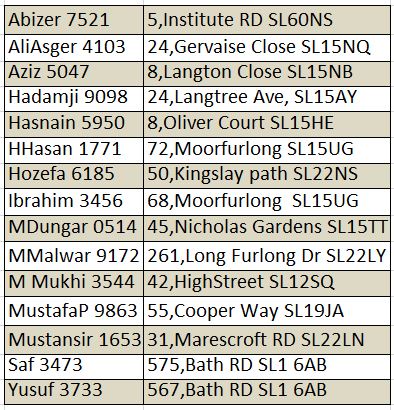 Abizer 7521 5,Institute RD SL60NS
AliAsger 4103 24,Gervaise Close SL15NQ
Aziz 5047 8,Langton Close SL15NB
Hadamji 9098 24,Langtree Ave, SL15AY
Hasnain 5950 8,Oliver Court SL15HE
HHasan 1771 72,Moorfurlong SL15UG
Hozefa 6185 50,Kingslay path SL22NS
Ibrahim 3456 68,Moorfurlong SL15UG
MDungar 0514 45,Nicholas Gardens SL15TT
MMalwar 9172 261,Long Furlong Dr SL22LY
M Mukhi 3544 42,HighStreet SL12SQ
MustafaP 9863 55,Cooper Way SL19JA
Mustansir 1653 31,Marescroft RD SL22LN
Saf 3473 575,Bath RD SL1 6AB
Yusuf 3733 567,Bath RD SL1 6AB